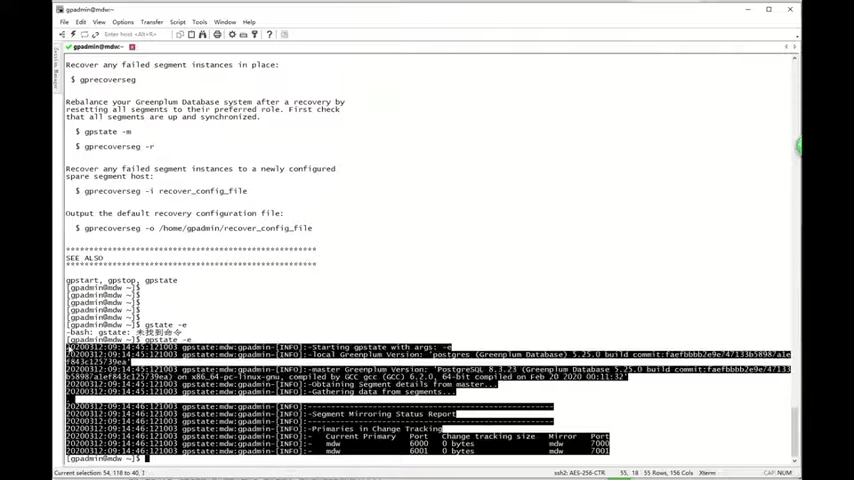 gpadmin@mdw:~
File Edit View Options Transfer Script Tools Window Help
Enter host <Alt+R>
gpadmin@mdw:~
Session Manager
Recover any failed segment instances in place:
$ gprecoverseg
Rebalance your Greenplum Database system after a recovery by
resetting all segments to their preferred role. First check
that all segments are up and synchronized.
$ gpstate -m
$ gprecoverseg -r
Recover any failed segment instances to a newly configured
spare segment host:
$ gprecoverseg -i recover_config_file
Output the default recovery configuration file:
$ gprecoverseg -o /home/gpadmin/recover_config_file
******************************************************
SEE ALSO
******************************************************
gpstart, gpstop, gpstate
[gpadmin@mdw ~]$
[gpadmin@mdw ~]$
[gpadmin@mdw ~]$
[gpadmin@mdw ~]$
[gpadmin@mdw ~]$
[gpadmin@mdw ~]$ gstate -e
-bash: gstate: 未找到命令
[gpadmin@mdw ~]$ gpstate -e
20200312:09:14:45:121003 gpstate:mdw:gpadmin-[INFO]:-Starting gpstate with args: -e
20200312:09:14:45:121003 gpstate:mdw:gpadmin-[INFO]:-local Greenplum Version: 'postgres (Greenplum Database) 5.25.0 build commit:faefbbbb2e9e747133b58987a1e
f843c125739ea'
20200312:09:14:45:121003 gpstate:mdw:gpadmin-[INFO]:-master Greenplum Version: 'PostgreSQL 8.3.23 (Greenplum Database 5.25.0 build commit:faefbbbb2e9e747133
b58987a1ef843c125739ea) on x86_64-pc-linux-gnu, compiled by GCC gcc (GCC) 6.2.0, 64-bit compiled on Feb 20 2020 00:11:32'
20200312:09:14:45:121003 gpstate:mdw:gpadmin-[INFO]:-Obtaining Segment details from master...
20200312:09:14:45:121003 gpstate:mdw:gpadmin-[INFO]:-Gathering data from segments...
20200312:09:14:46:121003 gpstate:mdw:gpadmin-[INFO]:-----------------------------------------------------
20200312:09:14:46:121003 gpstate:mdw:gpadmin-[INFO]:-Segment Mirroring Status Report
20200312:09:14:46:121003 gpstate:mdw:gpadmin-[INFO]:-----------------------------------------------------
20200312:09:14:46:121003 gpstate:mdw:gpadmin-[INFO]:-Primaries in Change Tracking
20200312:09:14:46:121003 gpstate:mdw:gpadmin-[INFO]:- Current Primary Port Change tracking size Mirror Port
20200312:09:14:46:121003 gpstate:mdw:gpadmin-[INFO]:- mdw 6000 0 bytes mdw 7000
20200312:09:14:46:121003 gpstate:mdw:gpadmin-[INFO]:- mdw 6001 0 bytes mdw 7001
[gpadmin@mdw ~]$
Current selection 54, 118 to 40, 1
ssh2: AES-256-CTR 55, 18 55 Rows, 156 Cols Xterm CAP NUM